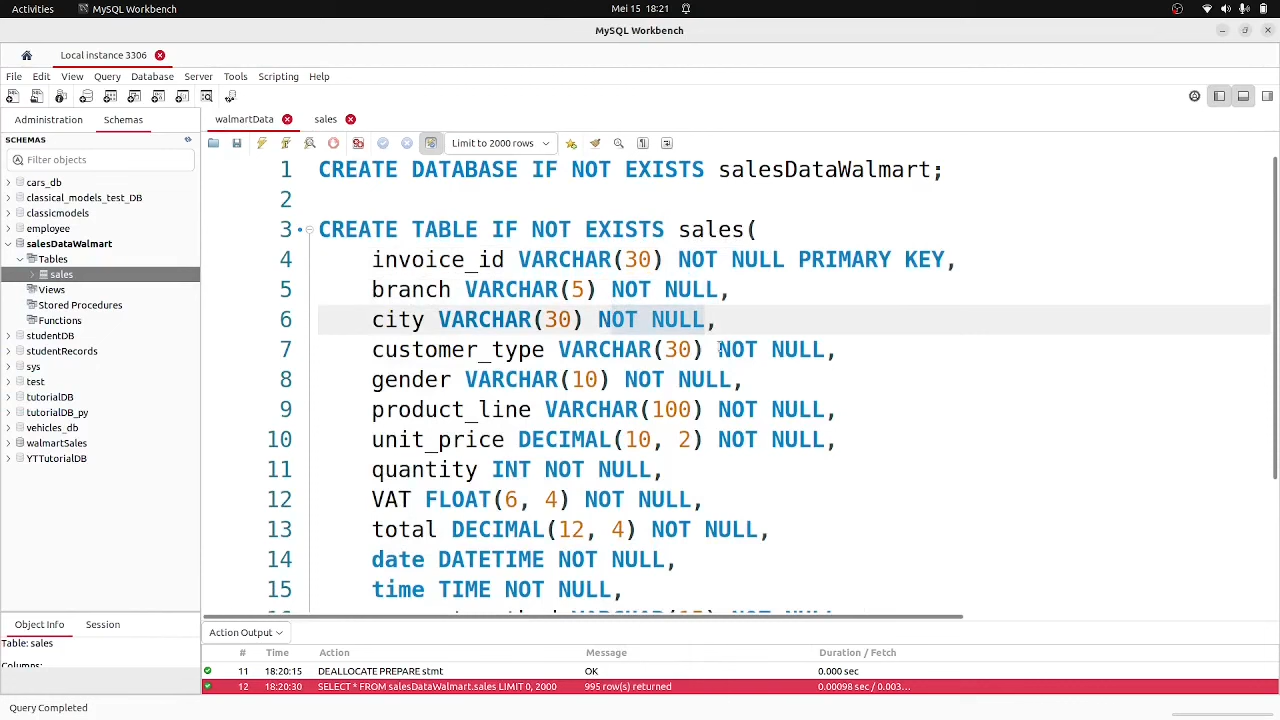 Activities MySQL Workbench Mei 15 18:21
MySQL Workbench
Local instance 3306
File Edit View Query Database Server Tools Scripting Help
Administration Schemas walmartData sales
SCHEMAS
Limit to 2000 rows
Filter objects
cars_db
classical_models_test_DB
classicmodels
employee
salesDataWalmart
Tables
sales
Views
Stored Procedures
Functions
studentDB
studentRecords
sys
test
tutorialDB
tutorialDB_py
vehicles_db
walmartSales
YTTutorialDB
1 CREATE DATABASE IF NOT EXISTS salesDataWalmart;
2
3 CREATE TABLE IF NOT EXISTS sales(
4 invoice_id VARCHAR(30) NOT NULL PRIMARY KEY,
5 branch VARCHAR(5) NOT NULL,
6 city VARCHAR(30) NOT NULL,
7 customer_type VARCHAR(30) NOT NULL,
8 gender VARCHAR(10) NOT NULL,
9 product_line VARCHAR(100) NOT NULL,
10 unit_price DECIMAL(10, 2) NOT NULL,
11 quantity INT NOT NULL,
12 VAT FLOAT(6, 4) NOT NULL,
13 total DECIMAL(12, 4) NOT NULL,
14 date DATETIME NOT NULL,
15 time TIME NOT NULL,
Object Info Session
Table: sales
Columns:
Action Output
# Time Action Message Duration / Fetch
11 18:20:15 DEALLOCATE PREPARE stmt OK 0.000 sec
12 18:20:30 SELECT * FROM salesDataWalmart.sales LIMIT 0, 2000 995 row(s) returned 0.00098 sec / 0.003...
Query Completed